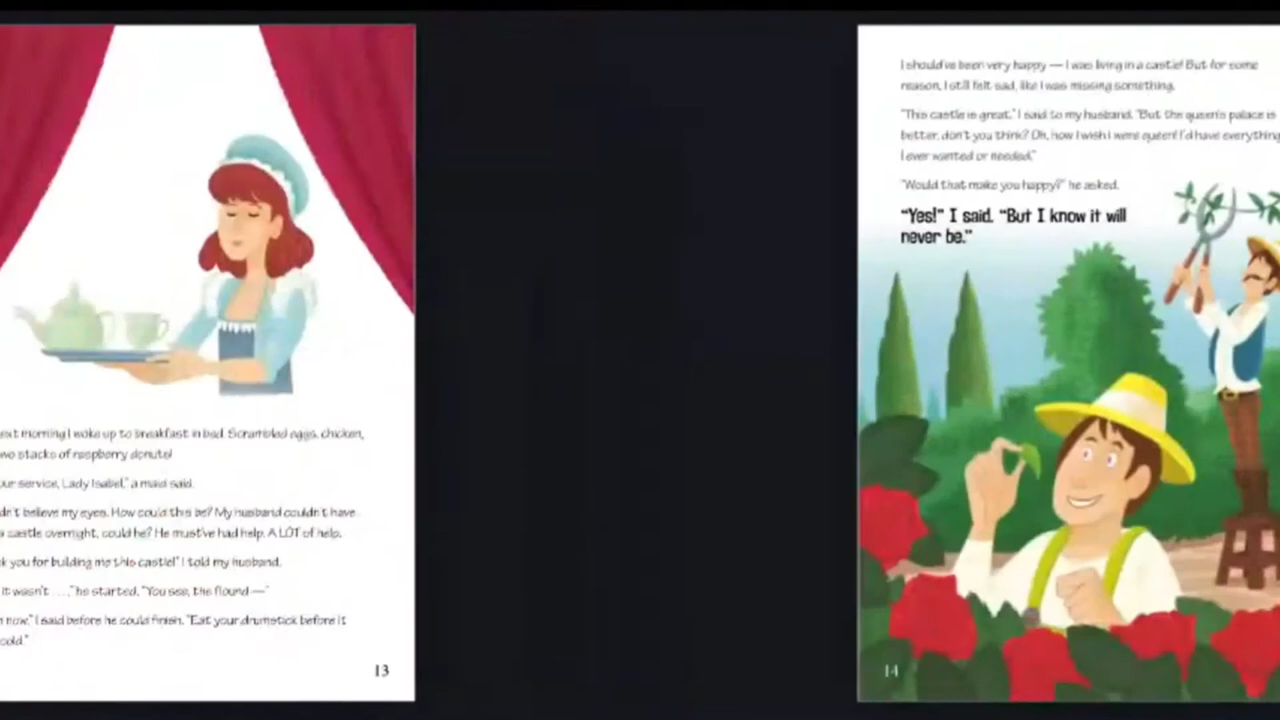 ext morning I woke up to breakfast in bed. Scrambled eggs, chicken,
wo stacks of raspberry donuts!
our service, Lady Isabel," a maid said.
dn't believe my eyes. How could this be? My husband couldn't have
a castle overnight, could he? He must've had help. A LOT of help.
k you for building me this castle!" I told my husband.
it wasn't . . . ," he started. "You see, the flound —"
now," I said before he could finish. "Eat your drumstick before it
cold."
13
I should've been very happy — I was living in a castle! But for some
reason, I still felt sad, like I was missing something.
"This castle is great," I said to my husband. "But the queen's palace is
better, don't you think? Oh, how I wish I were queen! I'd have everything
I ever wanted or needed."
"Would that make you happy?" he asked.
"Yes!" I said. "But I know it will
never be."
14